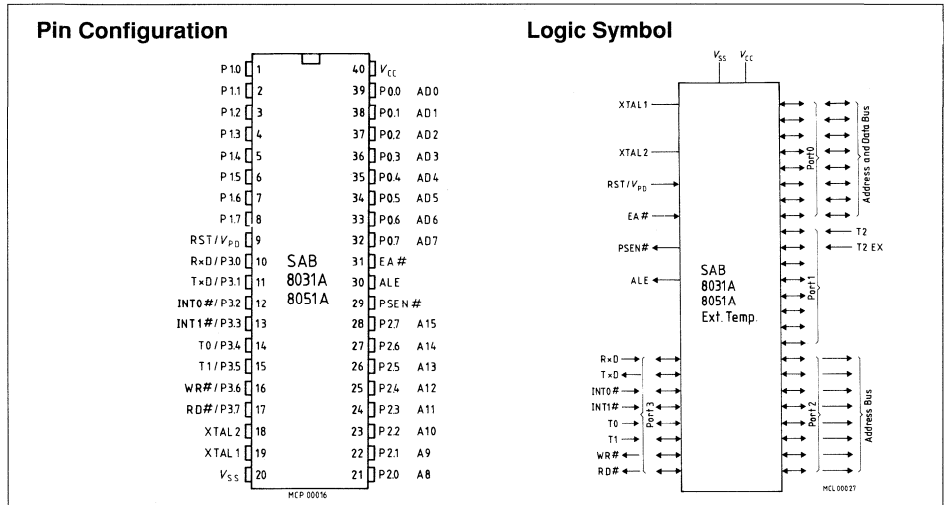 Pin Configuration
P1.0 1 40 VCC
P1.1 2 39 P0.0 AD0
P1.2 3 38 P0.1 AD1
P1.3 4 37 P0.2 AD2
P1.4 5 36 P0.3 AD3
P1.5 6 35 P0.4 AD4
P1.6 7 34 P0.5 AD5
P1.7 8 33 P0.6 AD6
RST/VPD 9 32 P0.7 AD7
R×D/P3.0 10 31 EA#
T×D/P3.1 11 30 ALE
INT0#/P3.2 12 29 PSEN#
INT1#/P3.3 13 28 P2.7 A15
T0/P3.4 14 27 P2.6 A14
T1/P3.5 15 26 P2.5 A13
WR#/P3.6 16 25 P2.4 A12
RD#/P3.7 17 24 P2.3 A11
XTAL2 18 23 P2.2 A10
XTAL1 19 22 P2.1 A9
VSS 20 21 P2.0 A8
SAB
8031A
8051A
MCP 00016
Logic Symbol
VSS VCC
XTAL1
XTAL2
RST/VPD
EA#
PSEN#
ALE
Port0
Address and Data Bus
T2
T2 EX
Port1
SAB
8031A
8051A
Ext. Temp.
R×D
T×D
INT0#
INT1#
T0
T1
WR#
RD#
Port3
Port2
Address Bus
MCL 00027